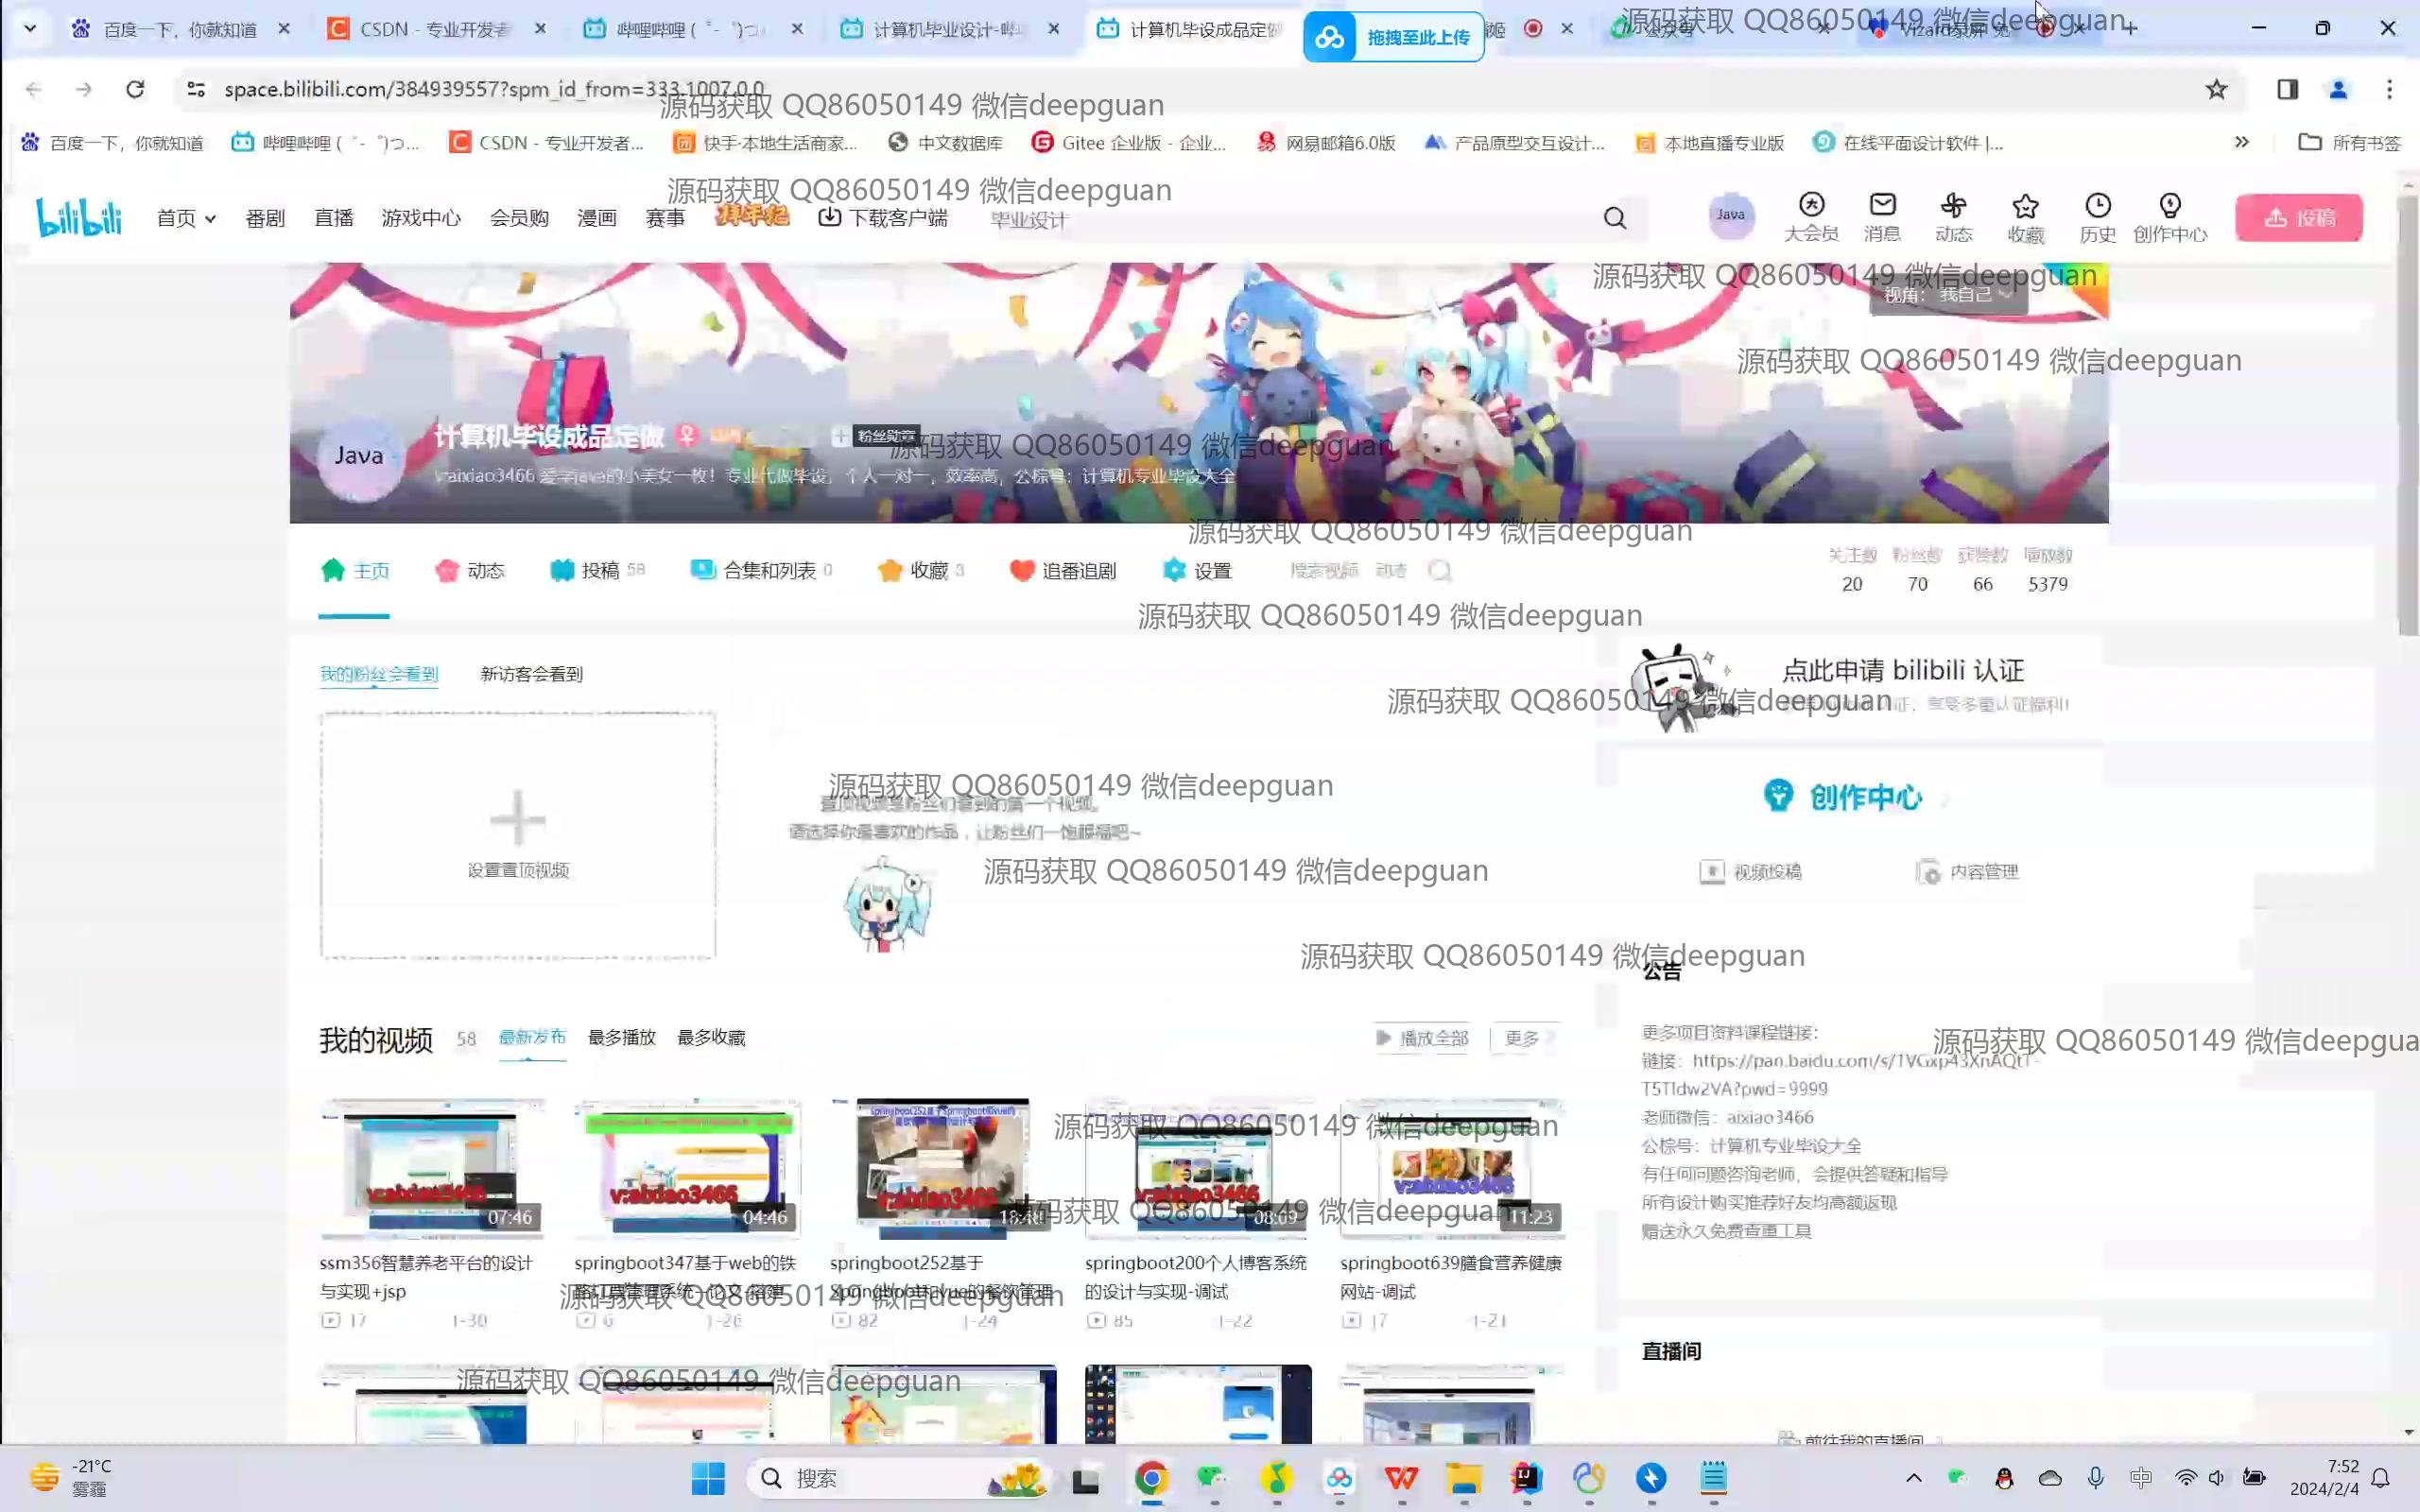 百度一下，你就知道
CSDN - 专业开发者
哔哩哔哩 (゜-゜)つ
计算机毕业设计-哔
计算机毕设成品定做
拖拽至此上传
姬
公众号
源码获取 QQ86050149 微信deepguan
space.bilibili.com/384939557?spm_id_from=333.1007.0.0
源码获取 QQ86050149 微信deepguan
百度一下，你就知道
哔哩哔哩 (゜-゜)つ...
CSDN - 专业开发者...
快手·本地生活商家...
中文数据库
Gitee 企业版 - 企业...
网易邮箱6.0版
产品原型交互设计...
本地直播专业版
在线平面设计软件 |...
所有书签
源码获取 QQ86050149 微信deepguan
bilibili
首页
番剧
直播
游戏中心
会员购
漫画
赛事
拜年纪
下载客户端
毕业设计
Java
大会员
消息
动态
收藏
历史
创作中心
投稿
源码获取 QQ86050149 微信deepguan
视角：我自己
源码获取 QQ86050149 微信deepguan
Java
计算机毕设成品定做
粉丝勋章
源码获取 QQ86050149 微信deepguan
v:aixiao3466 爱学java的小美女一枚！专业代做毕设，个人一对一，效率高，公棕号：计算机专业毕设大全
源码获取 QQ86050149 微信deepguan
主页
动态
投稿 58
合集和列表 0
收藏 3
追番追剧
设置
搜索视频、动态
关注数 粉丝数 获赞数 播放数
20 70 66 5379
源码获取 QQ86050149 微信deepguan
我的粉丝会看到
新访客会看到
点此申请 bilibili 认证
源码获取 QQ86050149 微信deepguan
证，享受多重认证福利!
源码获取 QQ86050149 微信deepguan
置顶视频是粉丝们看到的第一个视频，
请选择你最喜欢的作品，让粉丝们一饱眼福吧~
设置置顶视频
创作中心
视频投稿
内容管理
源码获取 QQ86050149 微信deepguan
源码获取 QQ86050149 微信deepguan
公告
我的视频 58 最新发布 最多播放 最多收藏
播放全部
更多
更多项目资料课程链接：
源码获取 QQ86050149 微信deepgua
链接：https://pan.baidu.com/s/1VGxp43XnAQtT-
T5Tldw2VA?pwd=9999
老师微信：aixiao3466
公棕号：计算机专业毕设大全
有任何问题咨询老师，会提供答疑和指导
所有设计购买推荐好友均高额返现
赠送永久免费查重工具
源码获取 QQ86050149 微信deepguan
v:aixiao3466
07:46
v:aixiao3466
04:46
v:aixiao3466
v:aixiao3466
08:09
v:aixiao3466
11:23
源码获取 QQ86050149 微信deepguan
ssm356智慧养老平台的设计
与实现+jsp
17 1-30
springboot347基于web的铁
路订票管理系统--论文-搭建
6 1-26
springboot252基于
Springboot和vue的餐饮管理
82 1-24
springboot200个人博客系统
的设计与实现-调试
85 1-22
springboot639膳食营养健康
网站-调试
17 1-21
源码获取 QQ86050149 微信deepguan
直播间
源码获取 QQ86050149 微信deepguan
前往我的直播间
-21°C
雾霾
搜索
中
7:52
2024/2/4